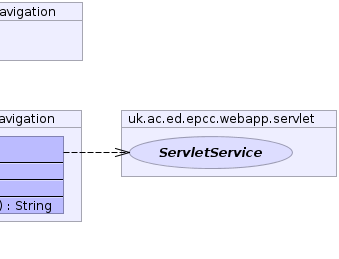 avigation
avigation
uk.ac.ed.epcc.webapp.servlet
ServletService
) : String